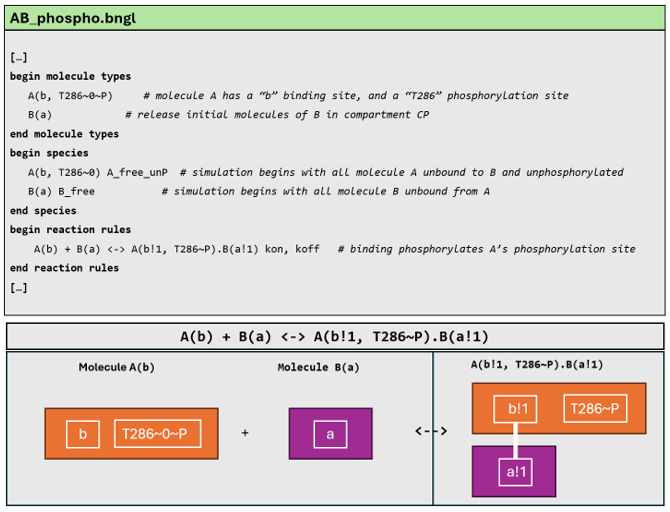 AB_phospho.bngl
[…]
begin molecule types
A(b, T286~0~P) # molecule A has a “b” binding site, and a “T286” phosphorylation site
B(a) # release initial molecules of B in compartment CP
end molecule types
begin species
A(b, T286~0) A_free_unP # simulation begins with all molecule A unbound to B and unphosphorylated
B(a) B_free # simulation begins with all molecule B unbound from A
end species
begin reaction rules
A(b) + B(a) <-> A(b!1, T286~P).B(a!1) kon, koff # binding phosphorylates A’s phosphorylation site
end reaction rules
[…]
A(b) + B(a) <-> A(b!1, T286~P).B(a!1)
Molecule A(b) Molecule B(a) A(b!1, T286~P).B(a!1)
b T286~0~P + a <--> b!1 T286~P
a!1